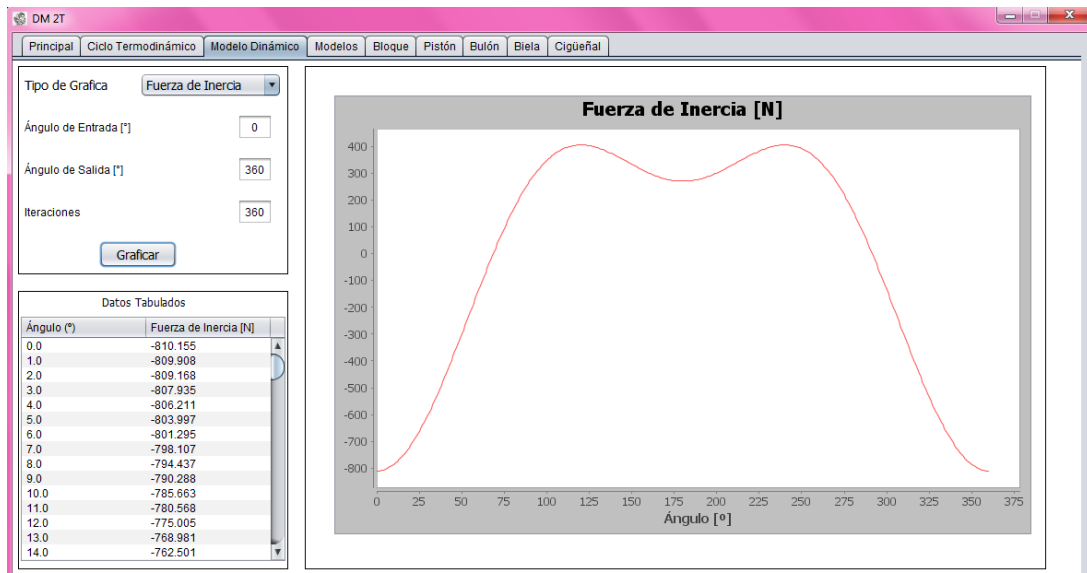 DM 2T
Principal Ciclo Termodinámico Modelo Dinámico Modelos Bloque Pistón Bulón Biela Cigüeñal
Tipo de Grafica Fuerza de Inercia
Ángulo de Entrada [°] 0
Ángulo de Salida [°] 360
Iteraciones 360
Graficar
Datos Tabulados
Ángulo (º) Fuerza de Inercia [N]
0.0 -810.155
1.0 -809.908
2.0 -809.168
3.0 -807.935
4.0 -806.211
5.0 -803.997
6.0 -801.295
7.0 -798.107
8.0 -794.437
9.0 -790.288
10.0 -785.663
11.0 -780.568
12.0 -775.005
13.0 -768.981
14.0 -762.501
Fuerza de Inercia [N]
400
300
200
100
0
-100
-200
-300
-400
-500
-600
-700
-800
0 25 50 75 100 125 150 175 200 225 250 275 300 325 350 375
Ángulo [º]